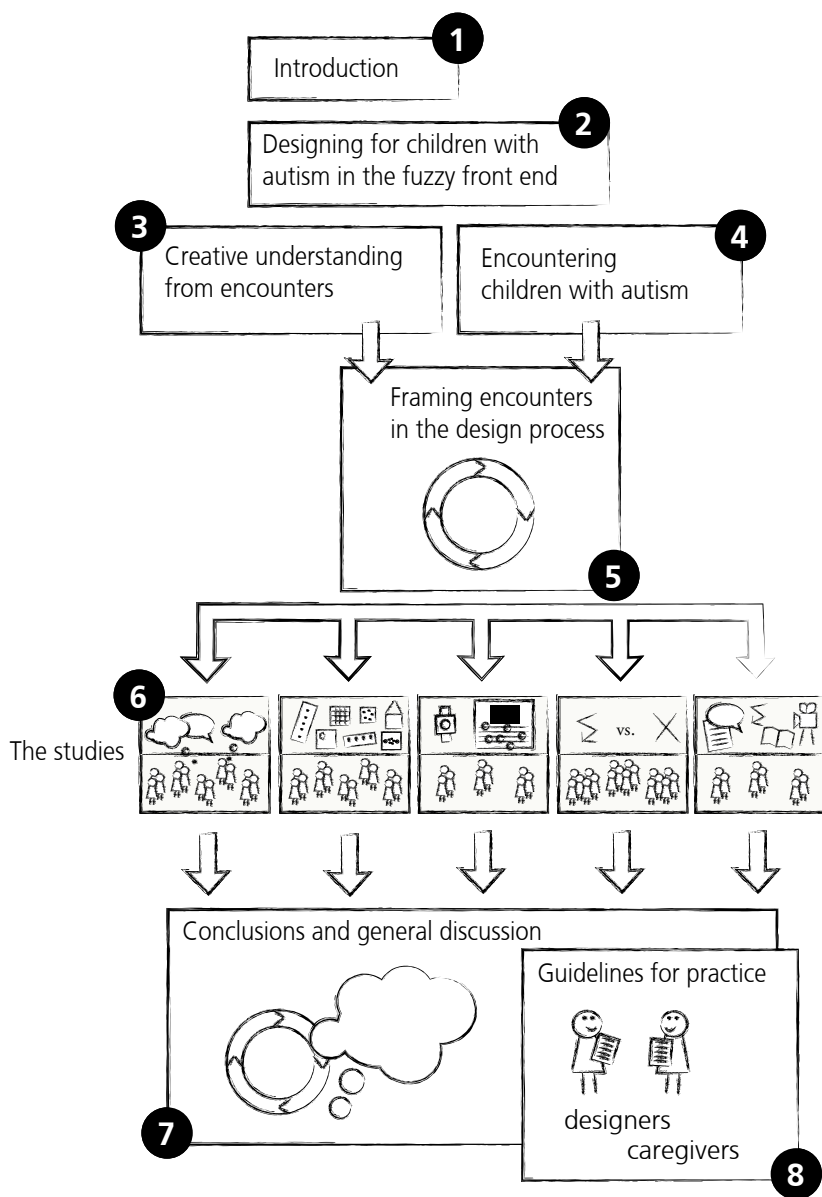 1
Introduction
2
Designing for children with
autism in the fuzzy front end
3
Creative understanding
from encounters
4
Encountering
children with autism
Framing encounters
in the design process
5
6
The studies
vs.
Conclusions and general discussion
Guidelines for practice
designers
caregivers
7
8